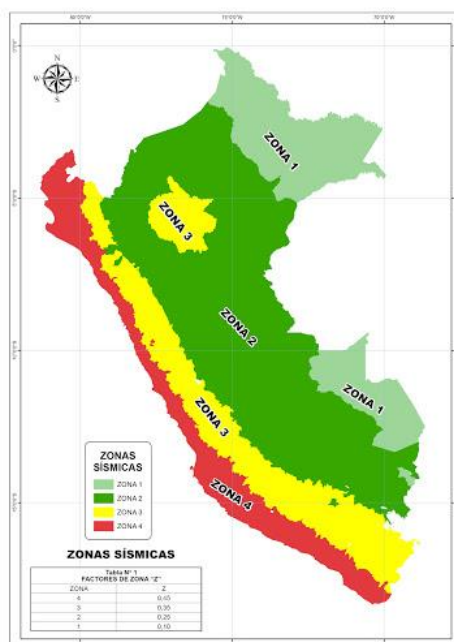 N
W E
S
ZONA 1
ZONA 3
ZONA 2
ZONA 1
ZONA 3
ZONA 4
ZONAS
SÍSMICAS
ZONA 1
ZONA 2
ZONA 3
ZONA 4
ZONAS SÍSMICAS
Tabla N° 1
FACTORES DE ZONA "Z"
ZONA Z
4 0,45
3 0,35
2 0,25
1 0,10